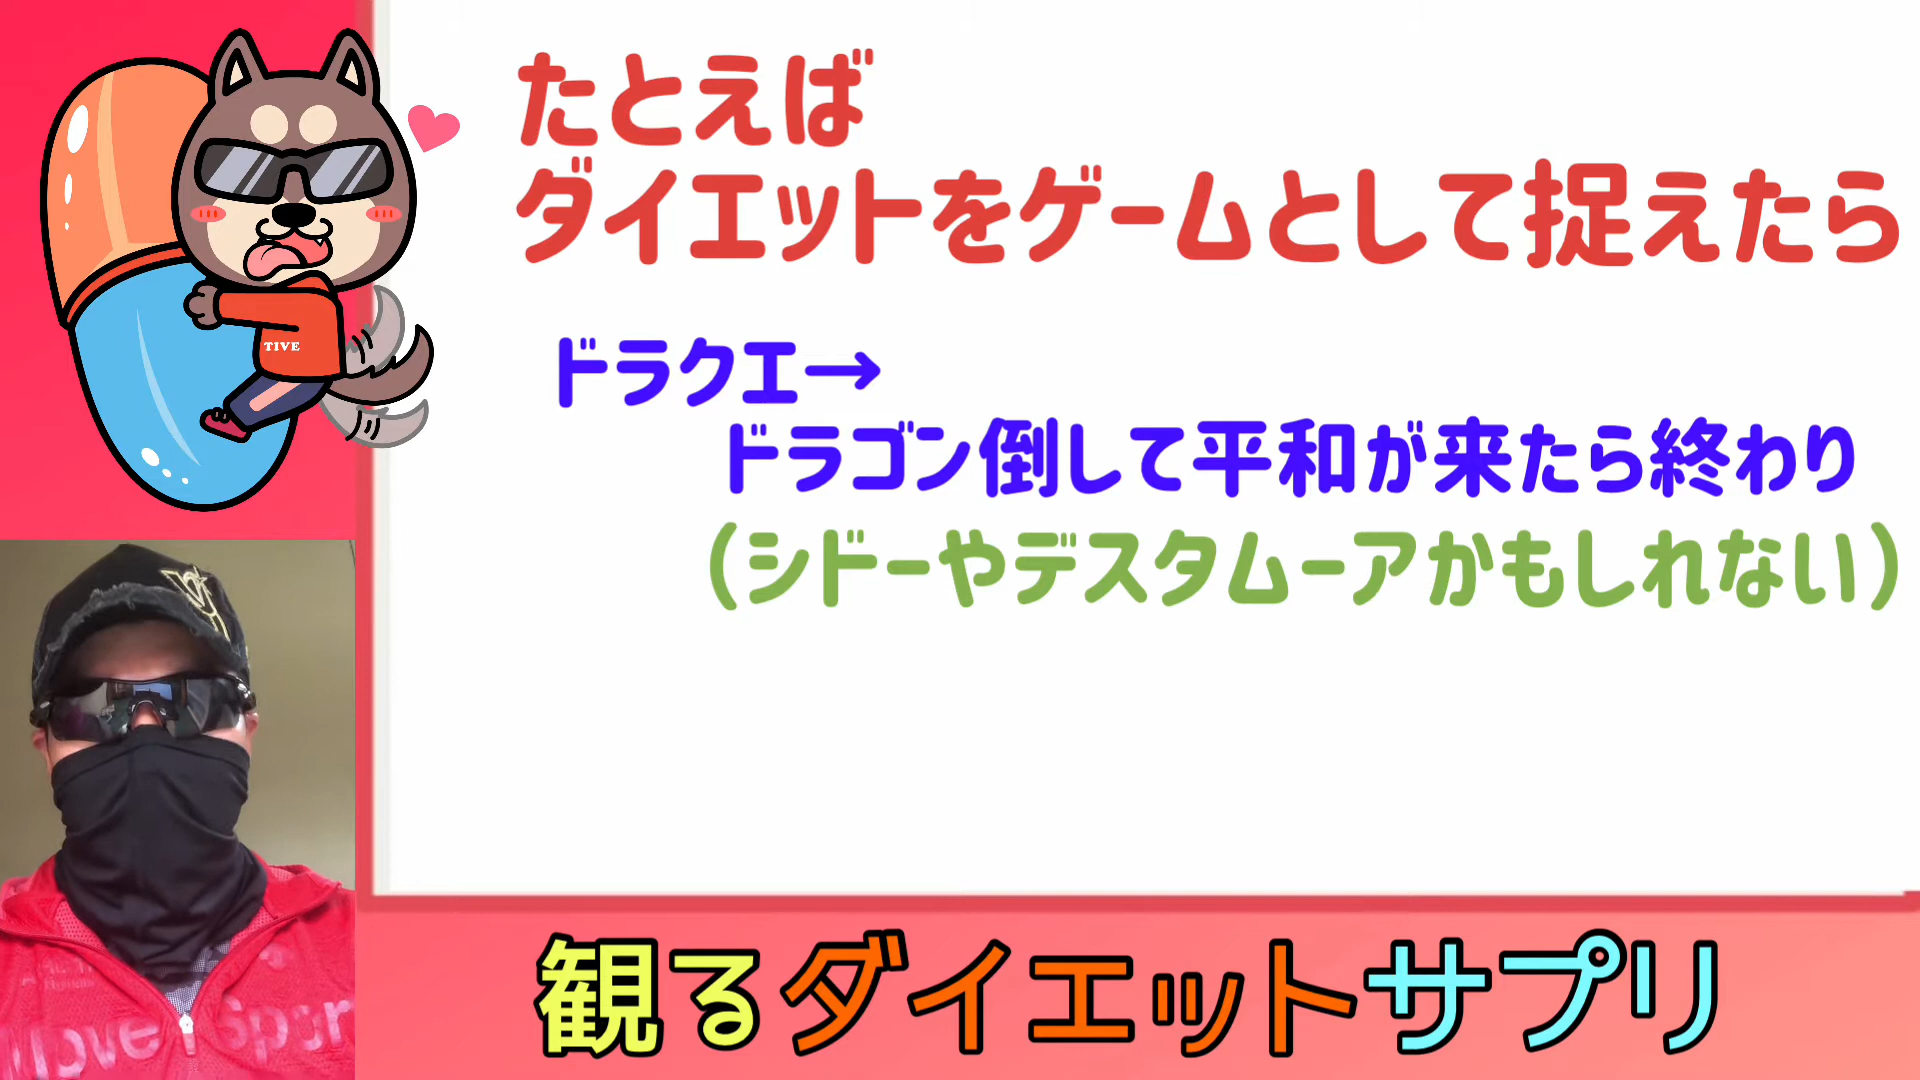 たとえば
ダイエットをゲームとして捉えたら
ドラクエ→
ドラゴン倒して平和が来たら終わり
（シドーやデスタムーアかもしれない）
TIVE
Move Spor
観るダイエットサプリ